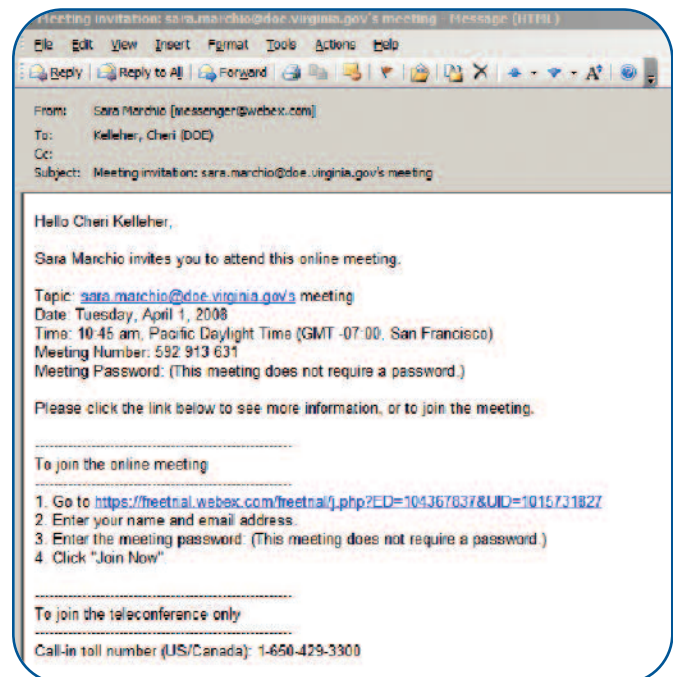 Meeting invitation: sara.marchio@doe.virginia.gov's meeting - Message (HTML)
File Edit View Insert Format Tools Actions Help
Reply Reply to All Forward
From: Sara Marchio [messenger@webex.com]
To: Kelleher, Cheri (DOE)
Cc:
Subject: Meeting invitation: sara.marchio@doe.virginia.gov's meeting
Hello Cheri Kelleher,
Sara Marchio invites you to attend this online meeting.
Topic: sara.marchio@doe.virginia.gov's meeting
Date: Tuesday, April 1, 2008
Time: 10:45 am, Pacific Daylight Time (GMT -07:00, San Francisco)
Meeting Number: 592 913 631
Meeting Password: (This meeting does not require a password.)
Please click the link below to see more information, or to join the meeting.
-------------------------------------------------------
To join the online meeting
-------------------------------------------------------
1. Go to https://freetrial.webex.com/freetrial/j.php?ED=104367837&UID=1015731827
2. Enter your name and email address.
3. Enter the meeting password: (This meeting does not require a password.)
4. Click "Join Now"
-------------------------------------------------------
To join the teleconference only
-------------------------------------------------------
Call-in toll number (US/Canada): 1-650-429-3300